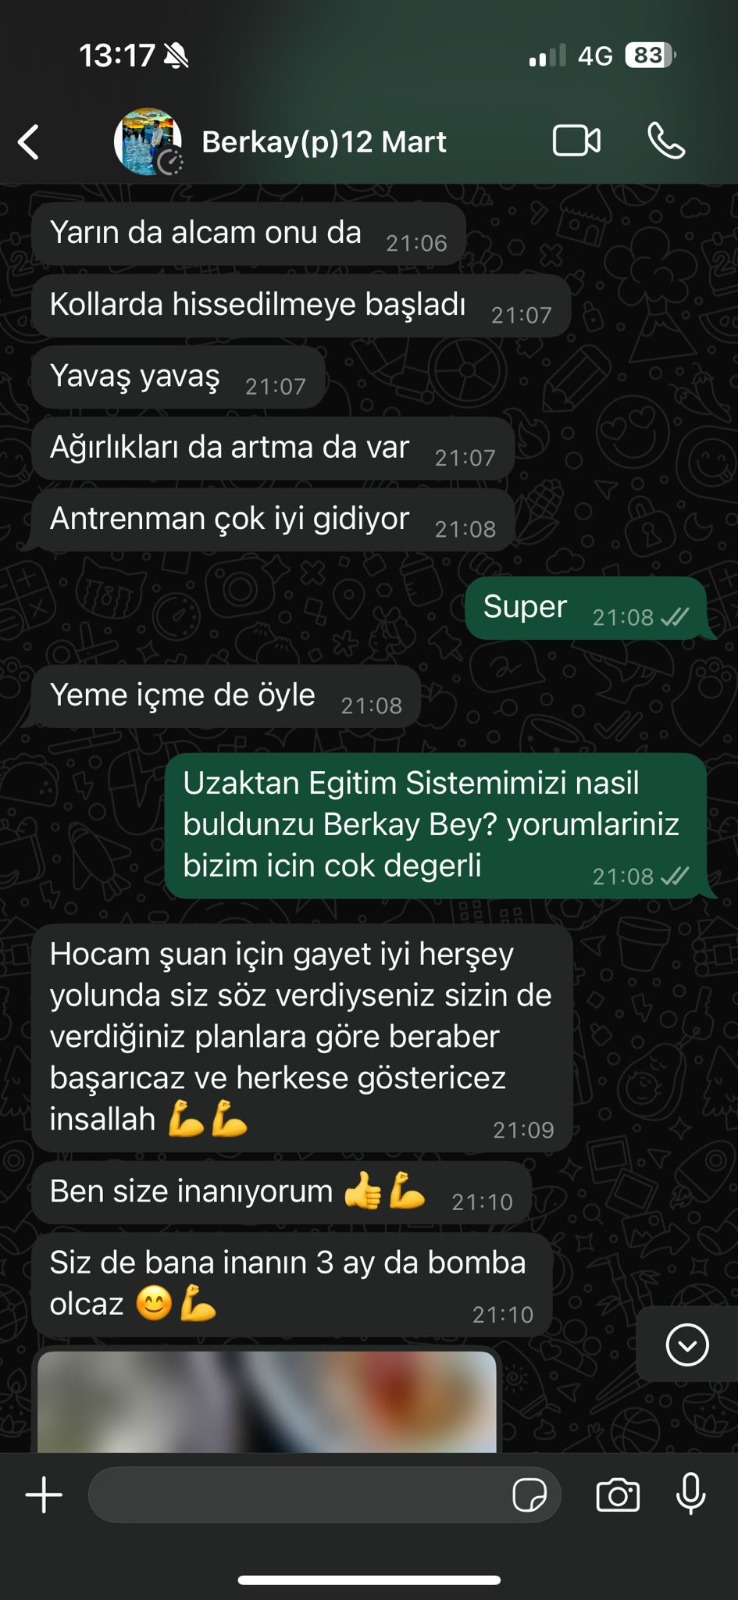 13:17
4G
83
Berkay(p)12 Mart
Yarın da alcam onu da 21:06
Kollarda hissedilmeye başladı 21:07
Yavaş yavaş 21:07
Ağırlıkları da artma da var 21:07
Antrenman çok iyi gidiyor 21:08
Super 21:08
Yeme içme de öyle 21:08
Uzaktan Egitim Sistemimizi nasil
buldunzu Berkay Bey? yorumlariniz
bizim icin cok degerli 21:08
Hocam şuan için gayet iyi herşey
yolunda siz söz verdiyseniz sizin de
verdiğiniz planlara göre beraber
başarıcaz ve herkese göstericez
insallah 💪💪 21:09
Ben size inanıyorum 👍💪 21:10
Siz de bana inanın 3 ay da bomba
olcaz 😊💪 21:10